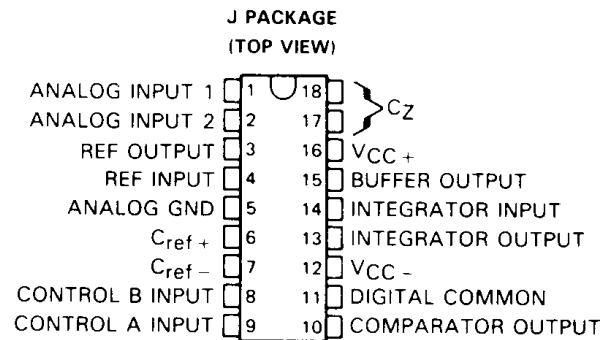 J PACKAGE
(TOP VIEW)
ANALOG INPUT 1 1 18 CZ
ANALOG INPUT 2 2 17
REF OUTPUT 3 16 VCC +
REF INPUT 4 15 BUFFER OUTPUT
ANALOG GND 5 14 INTEGRATOR INPUT
Cref + 6 13 INTEGRATOR OUTPUT
Cref - 7 12 VCC -
CONTROL B INPUT 8 11 DIGITAL COMMON
CONTROL A INPUT 9 10 COMPARATOR OUTPUT